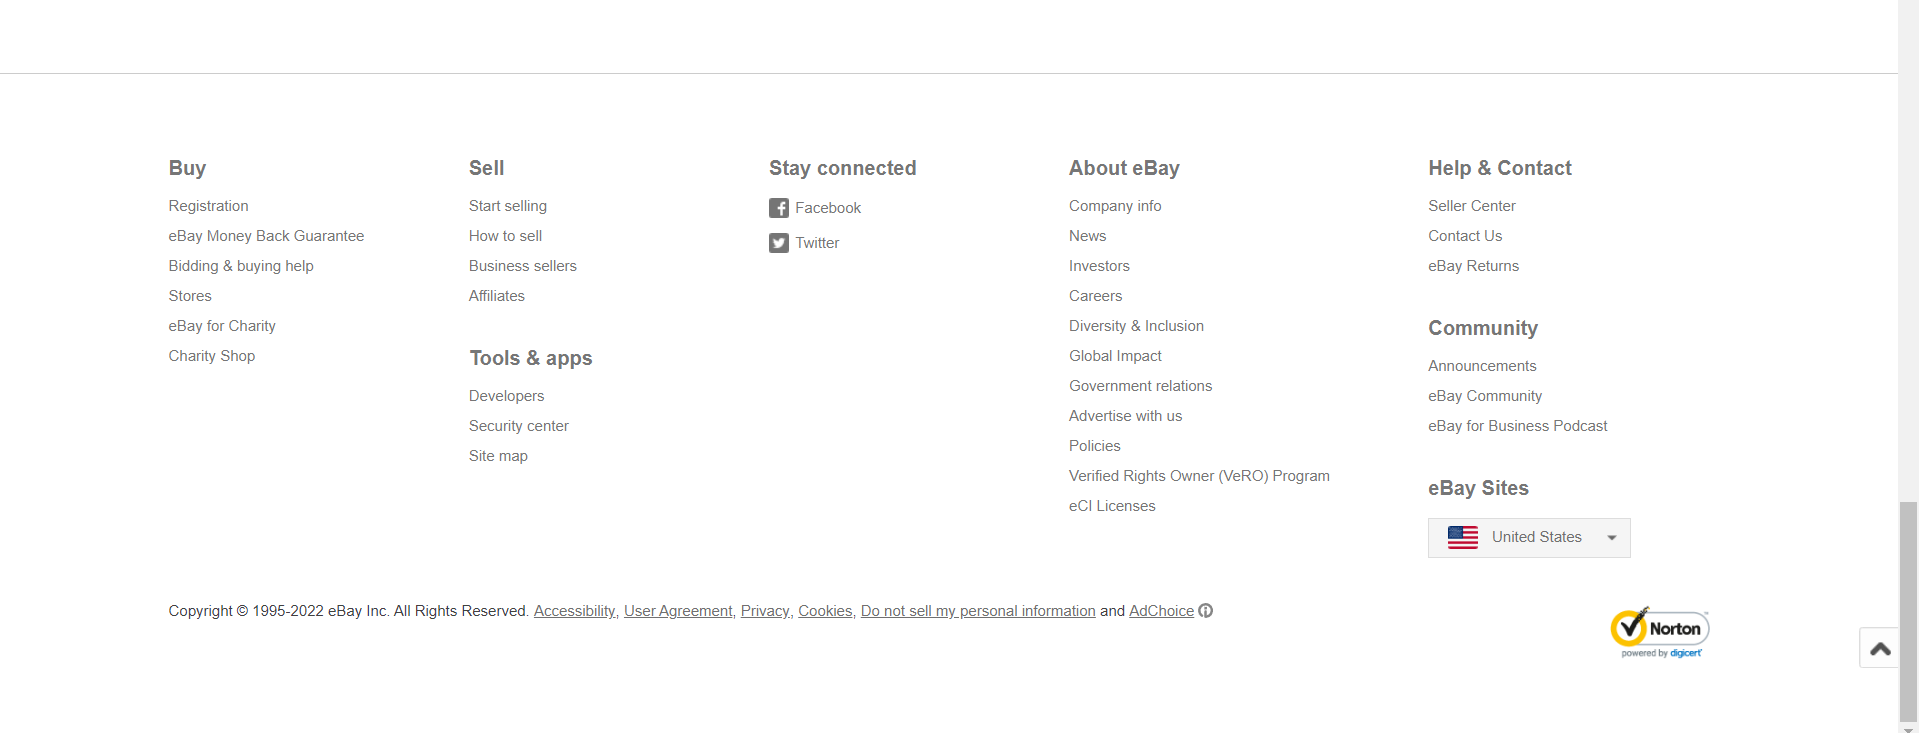 Buy
Registration
eBay Money Back Guarantee
Bidding & buying help
Stores
eBay for Charity
Charity Shop
Sell
Start selling
How to sell
Business sellers
Affiliates
Tools & apps
Developers
Security center
Site map
Stay connected
Facebook
Twitter
About eBay
Company info
News
Investors
Careers
Diversity & Inclusion
Global Impact
Government relations
Advertise with us
Policies
Verified Rights Owner (VeRO) Program
eCI Licenses
Help & Contact
Seller Center
Contact Us
eBay Returns
Community
Announcements
eBay Community
eBay for Business Podcast
eBay Sites
United States
Copyright © 1995-2022 eBay Inc. All Rights Reserved. Accessibility, User Agreement, Privacy, Cookies, Do not sell my personal information and AdChoice
Norton
powered by digicert